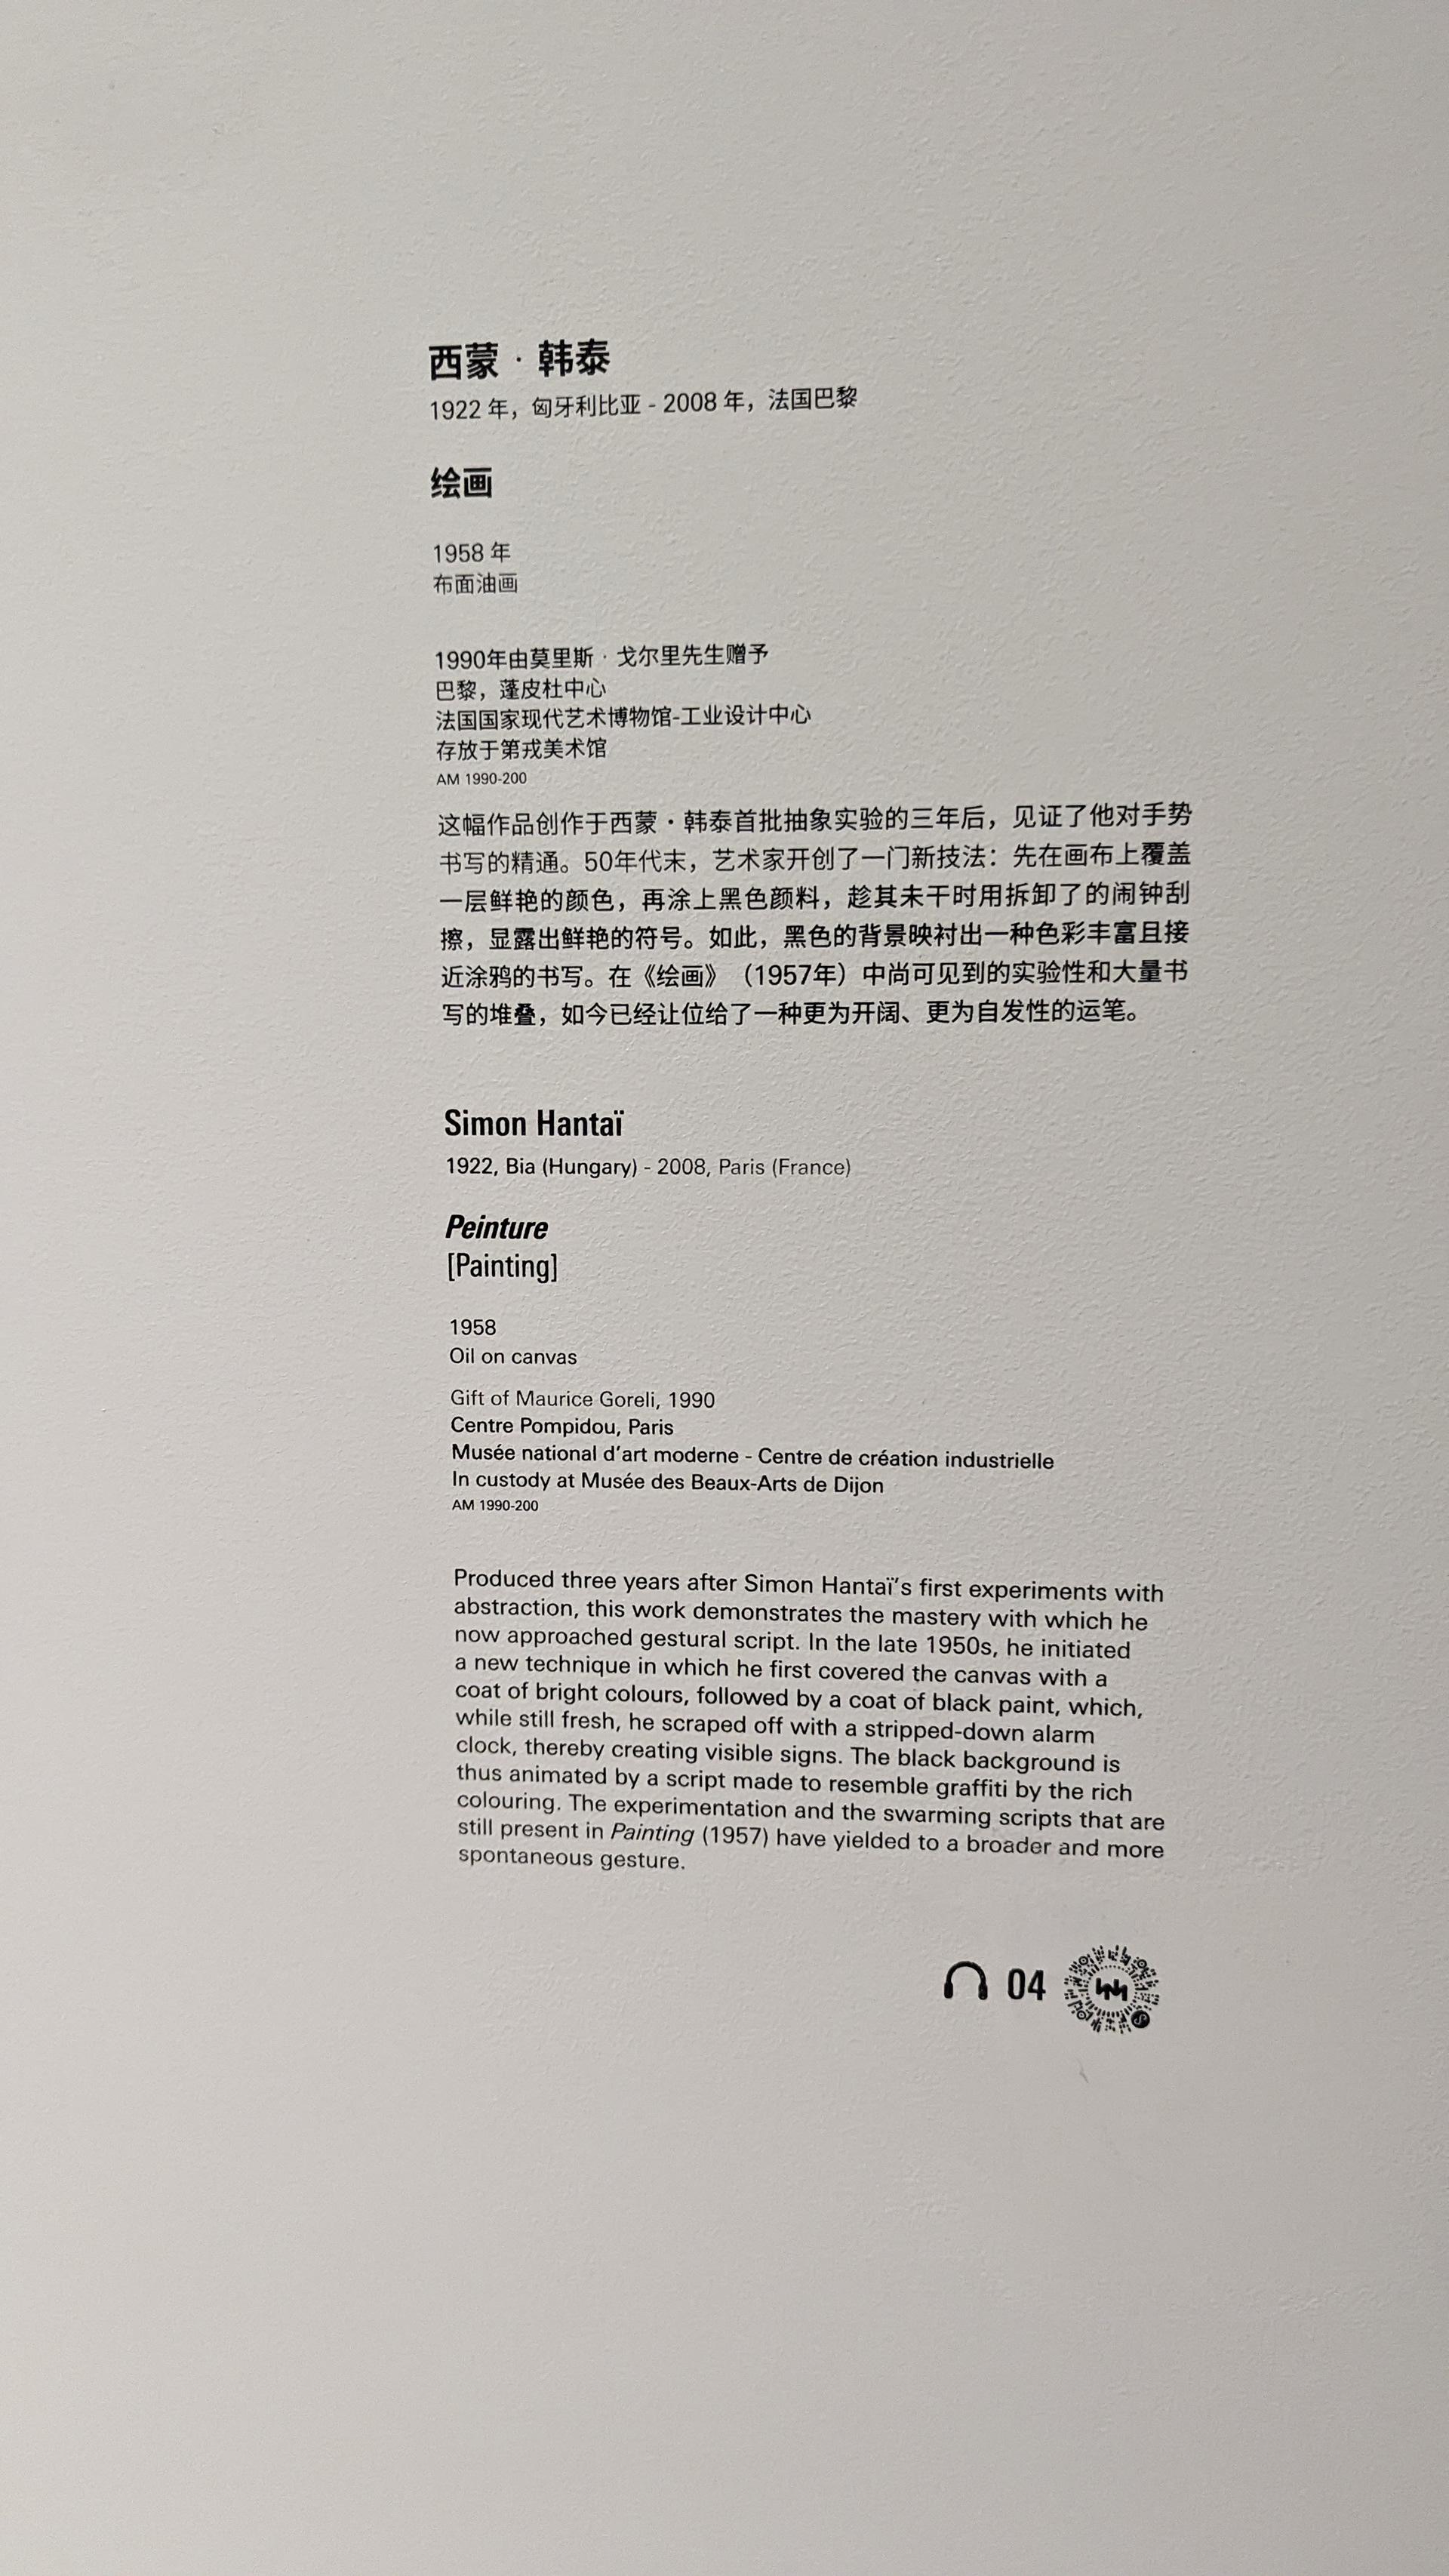 西蒙 · 韩泰
1922 年，匈牙利比亚 - 2008 年，法国巴黎
绘画
1958 年
布面油画
1990年由莫里斯 · 戈尔里先生赠予
巴黎，蓬皮杜中心
法国国家现代艺术博物馆-工业设计中心
存放于第戎美术馆
AM 1990-200
这幅作品创作于西蒙·韩泰首批抽象实验的三年后，见证了他对手势
书写的精通。50年代末，艺术家开创了一门新技法：先在画布上覆盖
一层鲜艳的颜色，再涂上黑色颜料，趁其未干时用拆卸了的闹钟刮
擦，显露出鲜艳的符号。如此，黑色的背景映衬出一种色彩丰富且接
近涂鸦的书写。在《绘画》（1957年）中尚可见到的实验性和大量书
写的堆叠，如今已经让位给了一种更为开阔、更为自发性的运笔。
Simon Hantaï
1922, Bia (Hungary) - 2008, Paris (France)
Peinture
[Painting]
1958
Oil on canvas
Gift of Maurice Goreli, 1990
Centre Pompidou, Paris
Musée national d'art moderne - Centre de création industrielle
In custody at Musée des Beaux-Arts de Dijon
AM 1990-200
Produced three years after Simon Hantaï's first experiments with
abstraction, this work demonstrates the mastery with which he
now approached gestural script. In the late 1950s, he initiated
a new technique in which he first covered the canvas with a
coat of bright colours, followed by a coat of black paint, which,
while still fresh, he scraped off with a stripped-down alarm
clock, thereby creating visible signs. The black background is
thus animated by a script made to resemble graffiti by the rich
colouring. The experimentation and the swarming scripts that are
still present in Painting (1957) have yielded to a broader and more
spontaneous gesture.
04